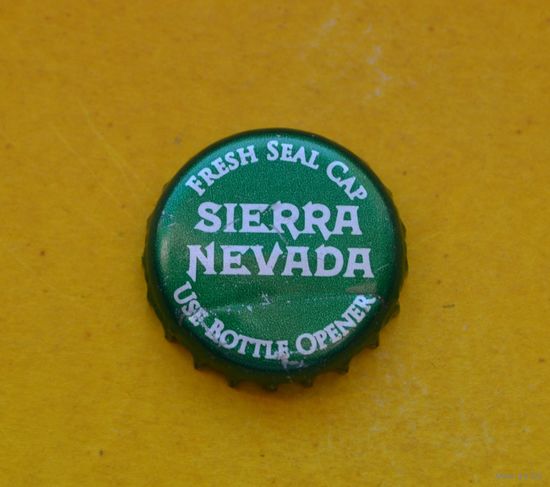 FRESH SEAL CAP
SIERRA
NEVADA
USE BOTTLE OPENER